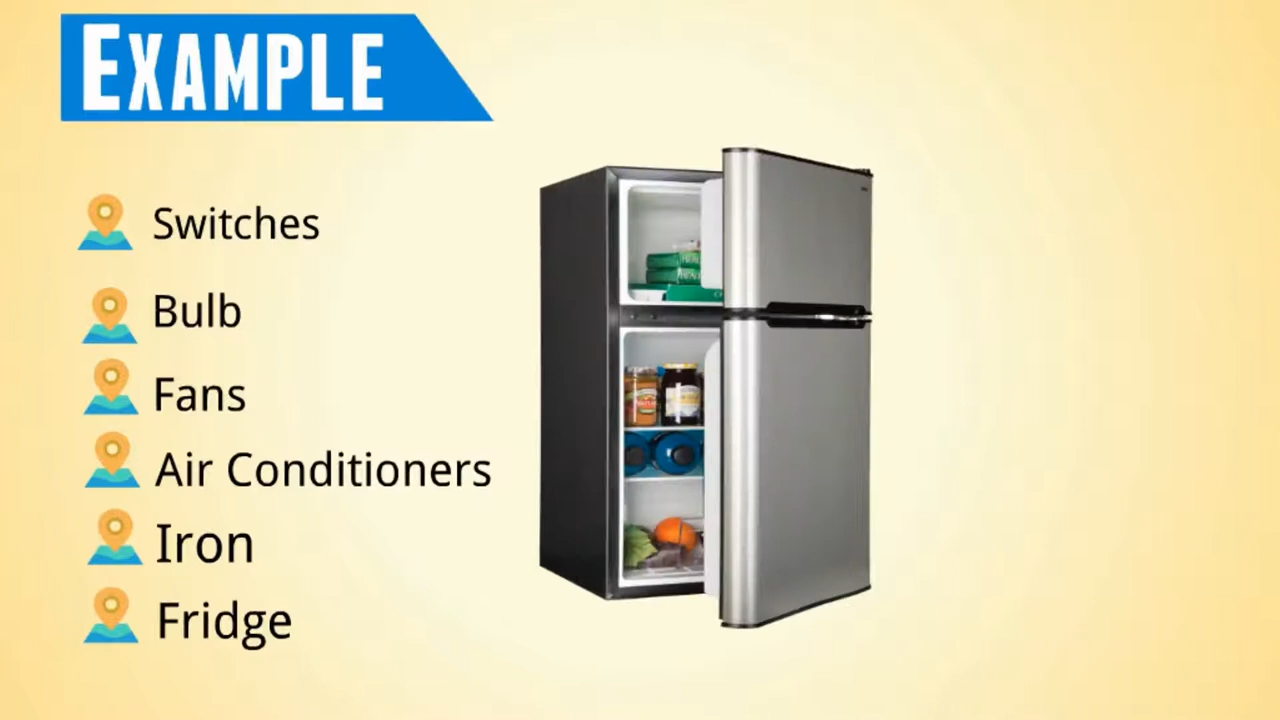 EXAMPLE
Switches
Bulb
Fans
Air Conditioners
Iron
Fridge